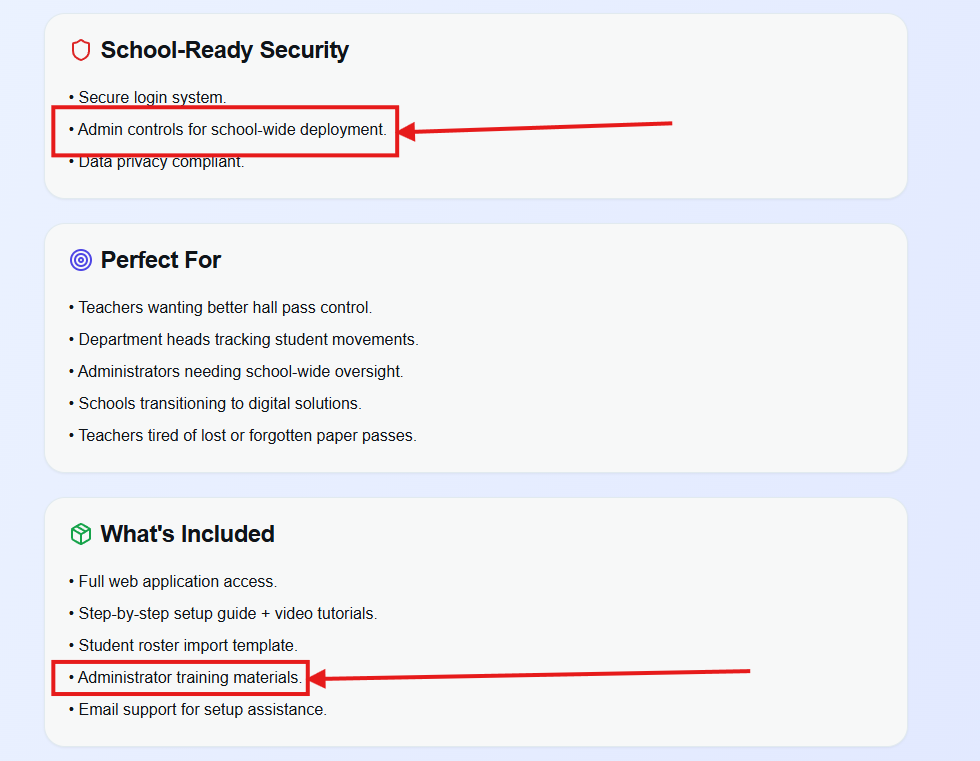 School-Ready Security
• Secure login system.
• Admin controls for school-wide deployment.
• Data privacy compliant.
Perfect For
• Teachers wanting better hall pass control.
• Department heads tracking student movements.
• Administrators needing school-wide oversight.
• Schools transitioning to digital solutions.
• Teachers tired of lost or forgotten paper passes.
What's Included
• Full web application access.
• Step-by-step setup guide + video tutorials.
• Student roster import template.
• Administrator training materials.
• Email support for setup assistance.